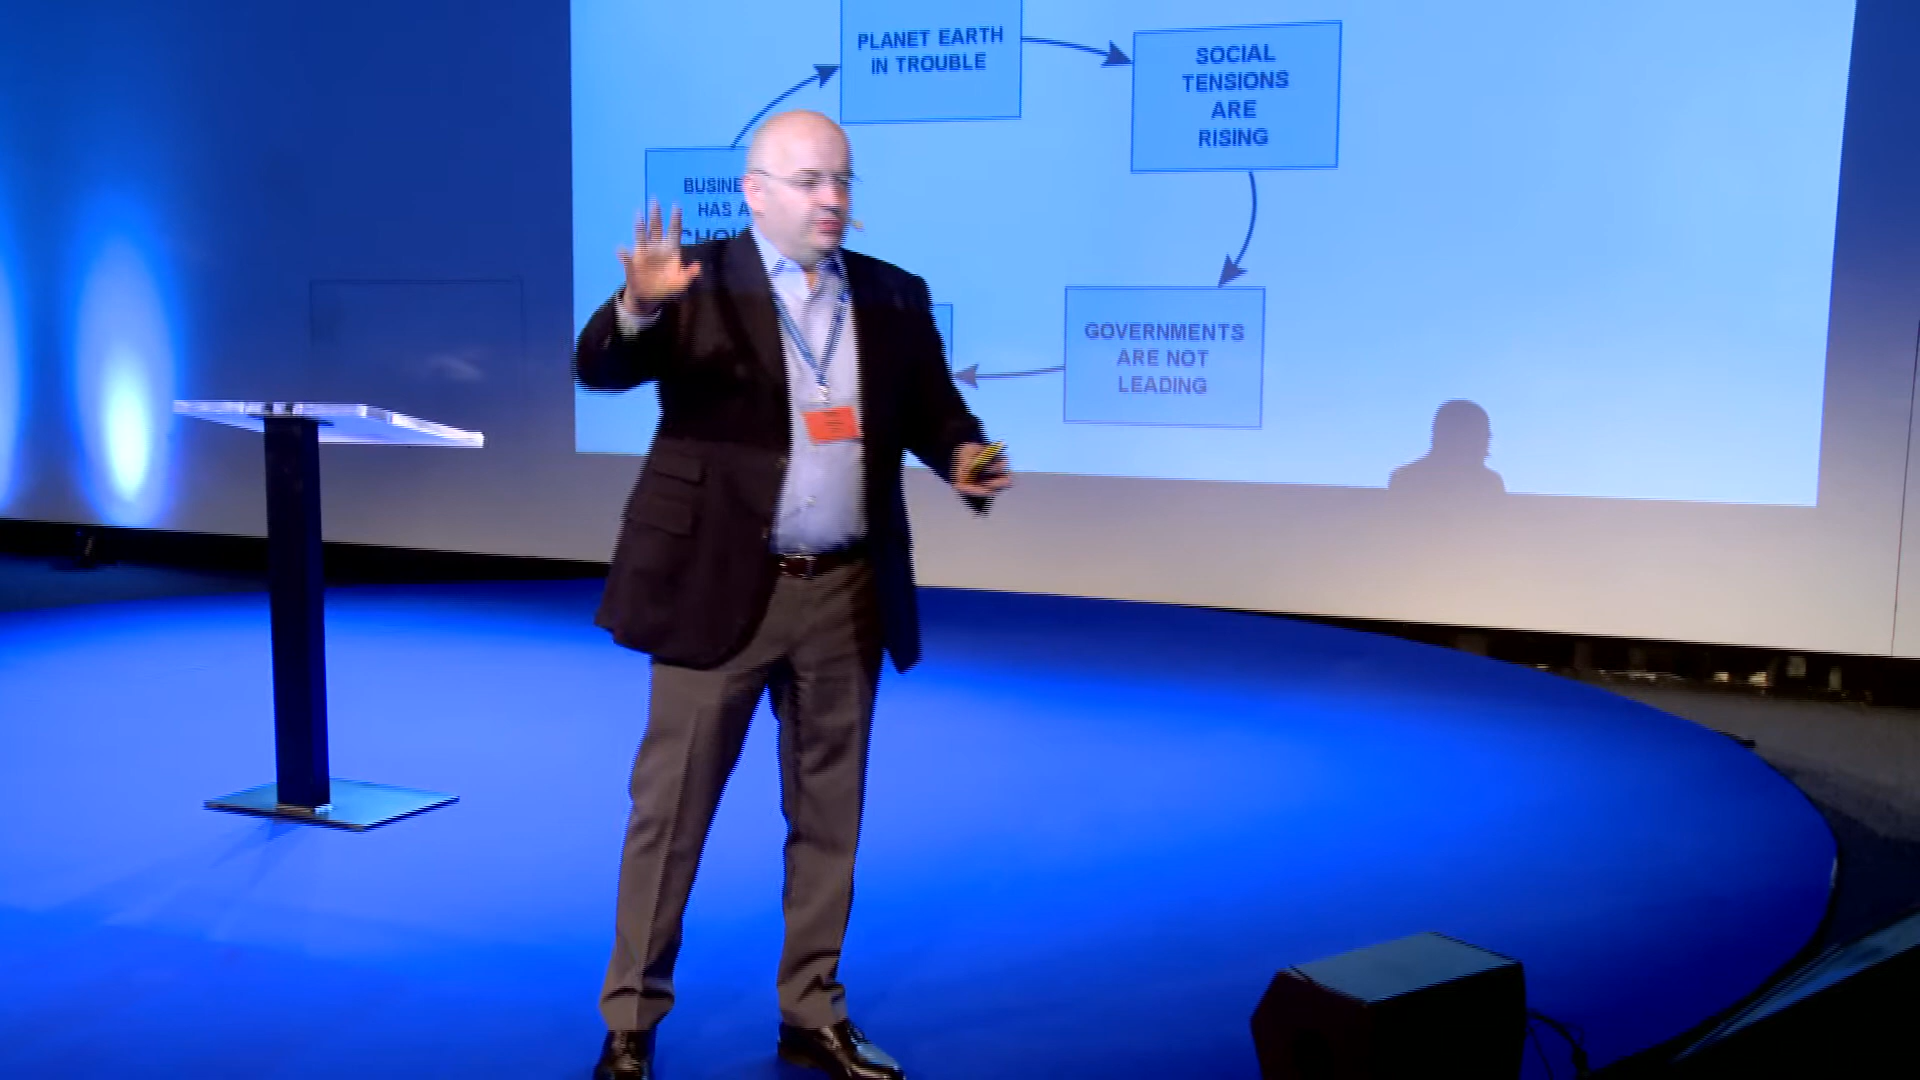 PLANET EARTH
IN TROUBLE
SOCIAL
TENSIONS
ARE
RISING
HAS A
GOVERNMENTS
ARE NOT
LEADING